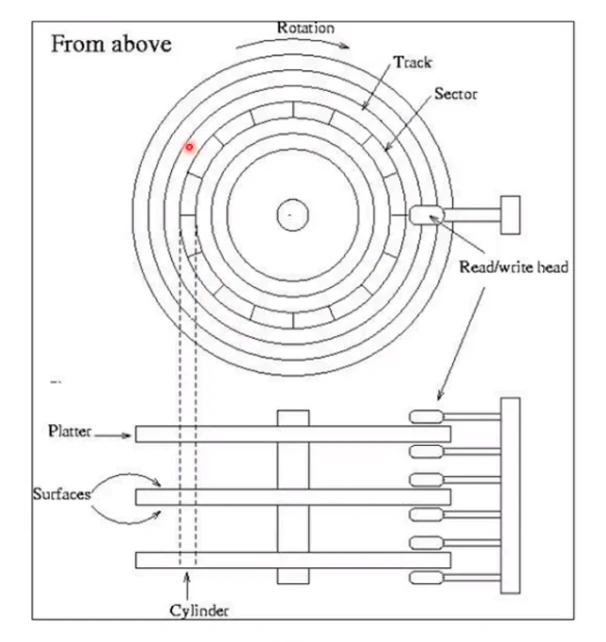 Rotation
From above
Track
Sector
Read/write head
Platter
Surfaces
Cylinder